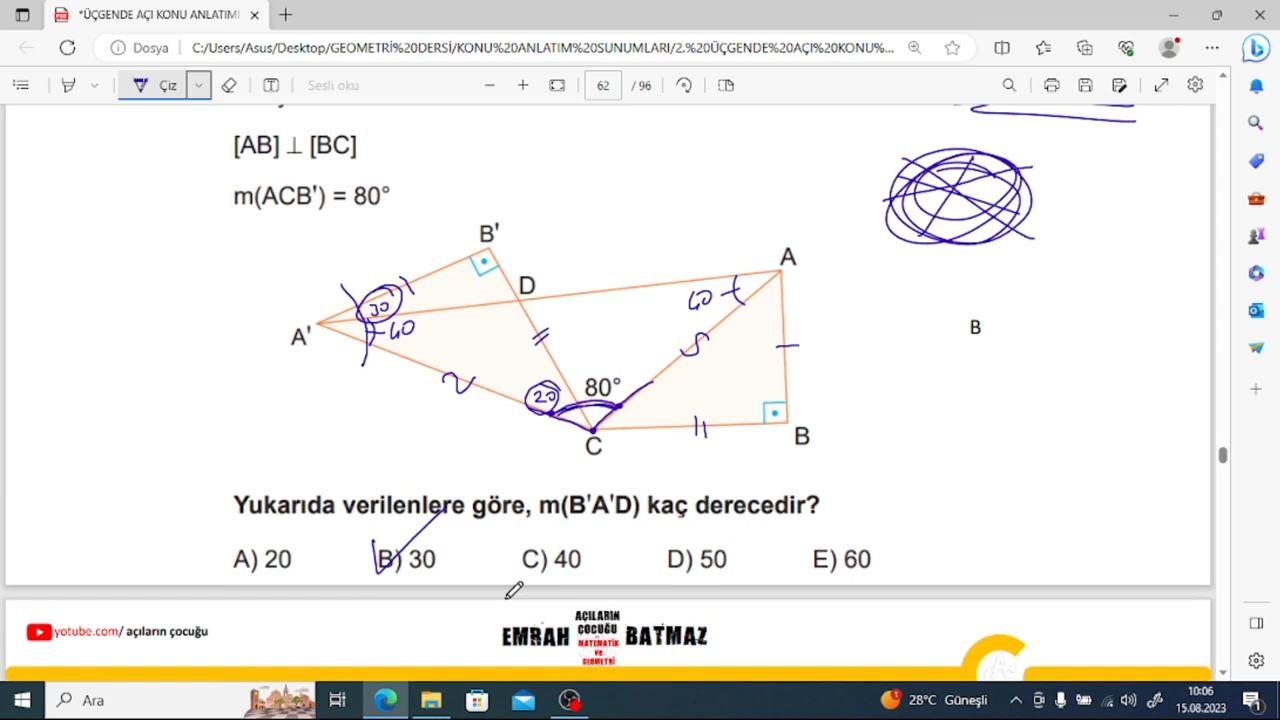 *ÜÇGENDE AÇI KONU ANLATIMI
Dosya
C:/Users/Asus/Desktop/GEOMETRİ%20DERSİ/KONU%20ANLATIM%20SUNUMLARI/2.%20ÜÇGENDE%20AÇI%20KONU%...
Çiz
Sesli oku
62 / 96
[AB] ⊥ [BC]
m(ACB') = 80°
B'
A
D
30
40
40
A'
B
20
80°
C
B
Yukarıda verilenlere göre, m(B'A'D) kaç derecedir?
A) 20 B) 30 C) 40 D) 50 E) 60
yotube.com/ açıların çocuğu
EMRAH AÇILARIN ÇOCUĞU MATEMATİK ve GEOMETRİ BATMAZ
Ara
28°C Güneşli
10:06
15.08.2023